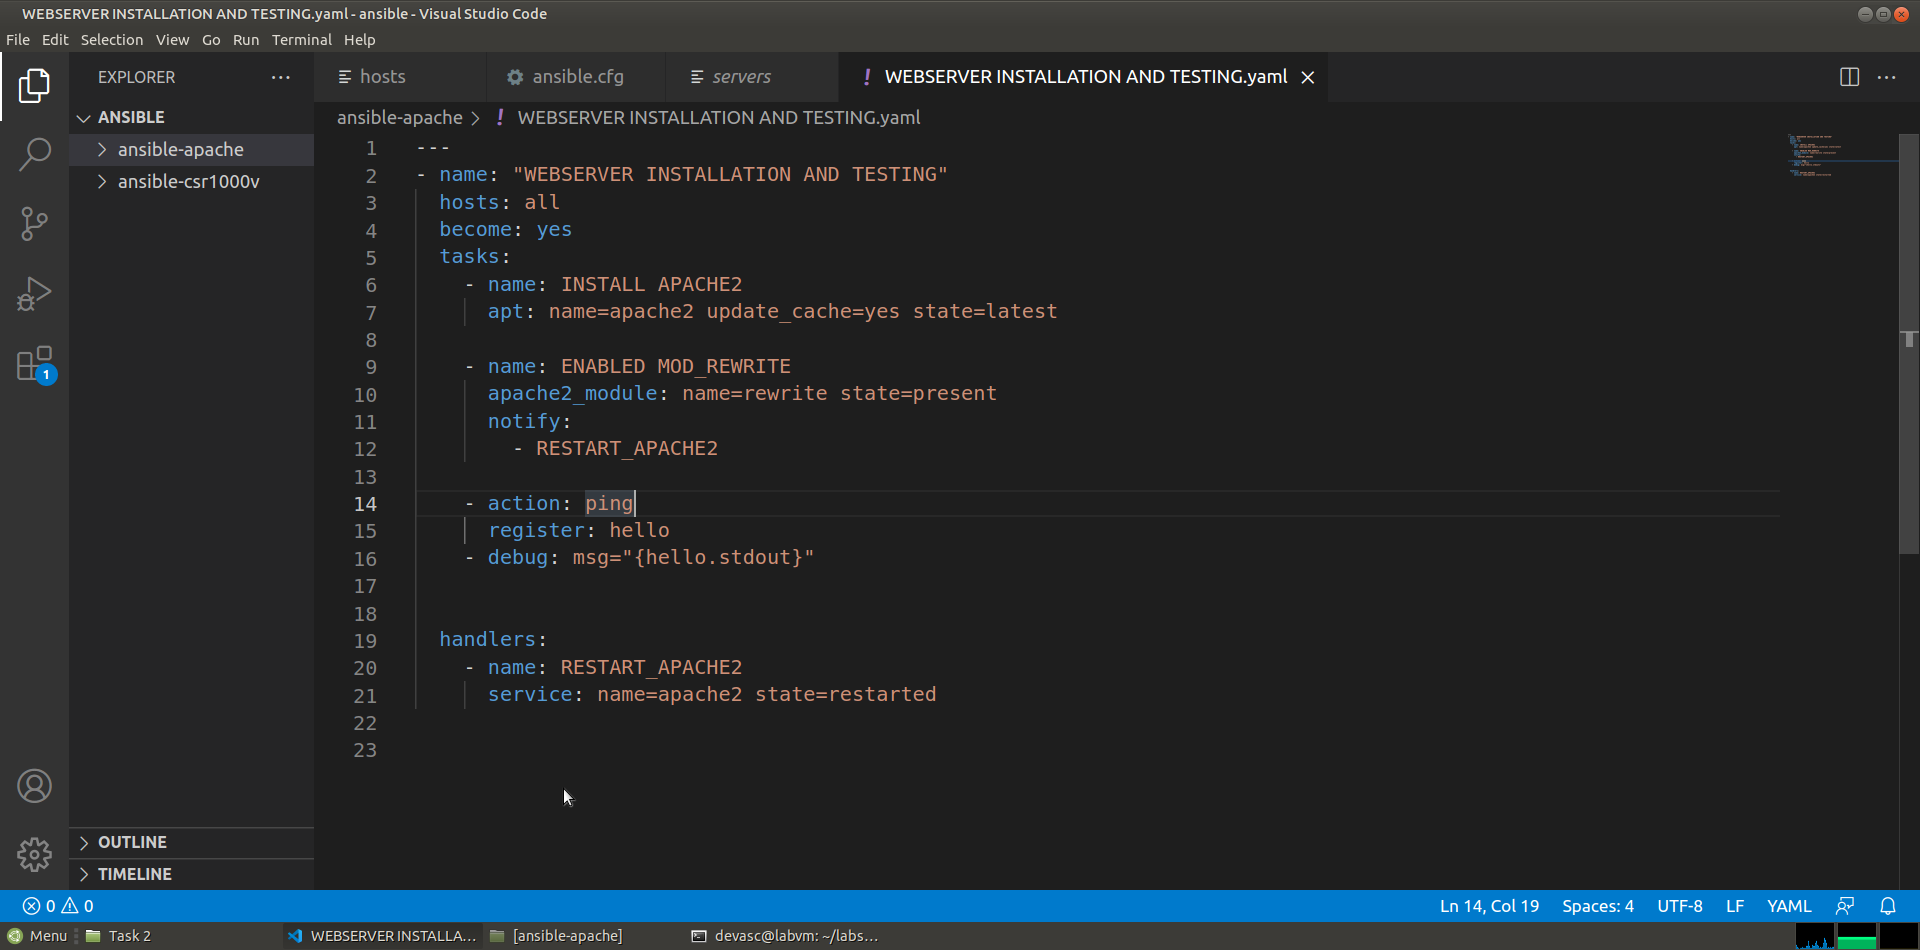 WEBSERVER INSTALLATION AND TESTING.yaml - ansible - Visual Studio Code
File Edit Selection View Go Run Terminal Help
EXPLORER ···
hosts
ansible.cfg
servers
! WEBSERVER INSTALLATION AND TESTING.yaml ×
ANSIBLE
ansible-apache
ansible-csr1000v
1
ansible-apache > ! WEBSERVER INSTALLATION AND TESTING.yaml
1 ---
2 - name: "WEBSERVER INSTALLATION AND TESTING"
3   hosts: all
4   become: yes
5   tasks:
6     - name: INSTALL APACHE2
7       apt: name=apache2 update_cache=yes state=latest
8
9     - name: ENABLED MOD_REWRITE
10       apache2_module: name=rewrite state=present
11       notify:
12         - RESTART_APACHE2
13
14     - action: ping
15       register: hello
16     - debug: msg="{hello.stdout}"
17
18
19   handlers:
20     - name: RESTART_APACHE2
21       service: name=apache2 state=restarted
22
23
OUTLINE
TIMELINE
0 0
Ln 14, Col 19 Spaces: 4 UTF-8 LF YAML
Menu Task 2 WEBSERVER INSTALLA... [ansible-apache] devasc@labvm: ~/labs...